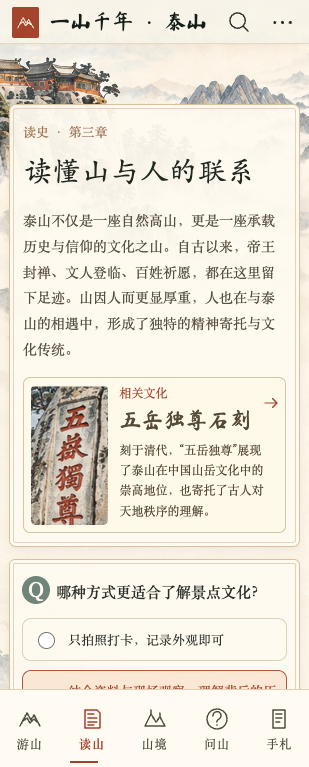 一山千年 · 泰山
读史 · 第三章
读懂山与人的联系
泰山不仅是一座自然高山，更是一座承载
历史与信仰的文化之山。自古以来，帝王
封禅、文人登临、百姓祈愿，都在这里留
下足迹。山因人而更显厚重，人也在与泰
山的相遇中，形成了独特的精神寄托与文
化传统。
相关文化
五岳独尊石刻
刻于清代，“五岳独尊”展现
了泰山在中国山岳文化中的
崇高地位，也寄托了古人对
天地秩序的理解。
五
嶽
獨
尊
Q 哪种方式更适合了解景点文化?
只拍照打卡，记录外观即可
游山
读山
山境
问山
手札